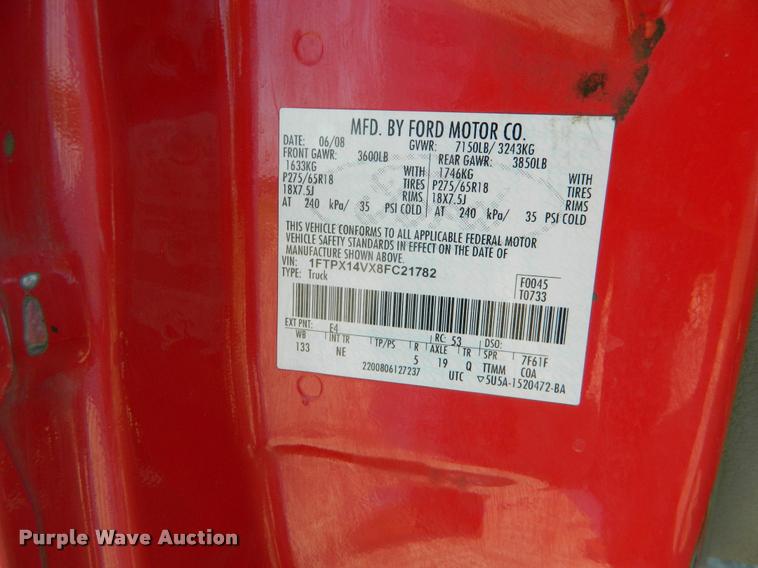 MFD. BY FORD MOTOR CO.
DATE: 06/08 GVWR: 7150LB/ 3243KG
FRONT GAWR: 3600LB REAR GAWR: 3850LB
1633KG WITH 1746KG WITH
P275/65R18 TIRES P275/65R18 TIRES
18X7.5J RIMS 18X7.5J RIMS
AT 240 kPa/ 35 PSI COLD AT 240 kPa/ 35 PSI COLD
THIS VEHICLE CONFORMS TO ALL APPLICABLE FEDERAL MOTOR
VEHICLE SAFETY STANDARDS IN EFFECT ON THE DATE OF
MANUFACTURE SHOWN ABOVE.
VIN: 1FTPX14VX8FC21782
TYPE: Truck
F0045
T0733
EXT PNT: E4 RC: 53 DSO:
WB INT TR TP/PS R AXLE TR SPR 7F61F
133 NE 5 19 Q TTMM COA
2200806127237 UTC ▽5U5A-1520472-BA
Purple Wave Auction